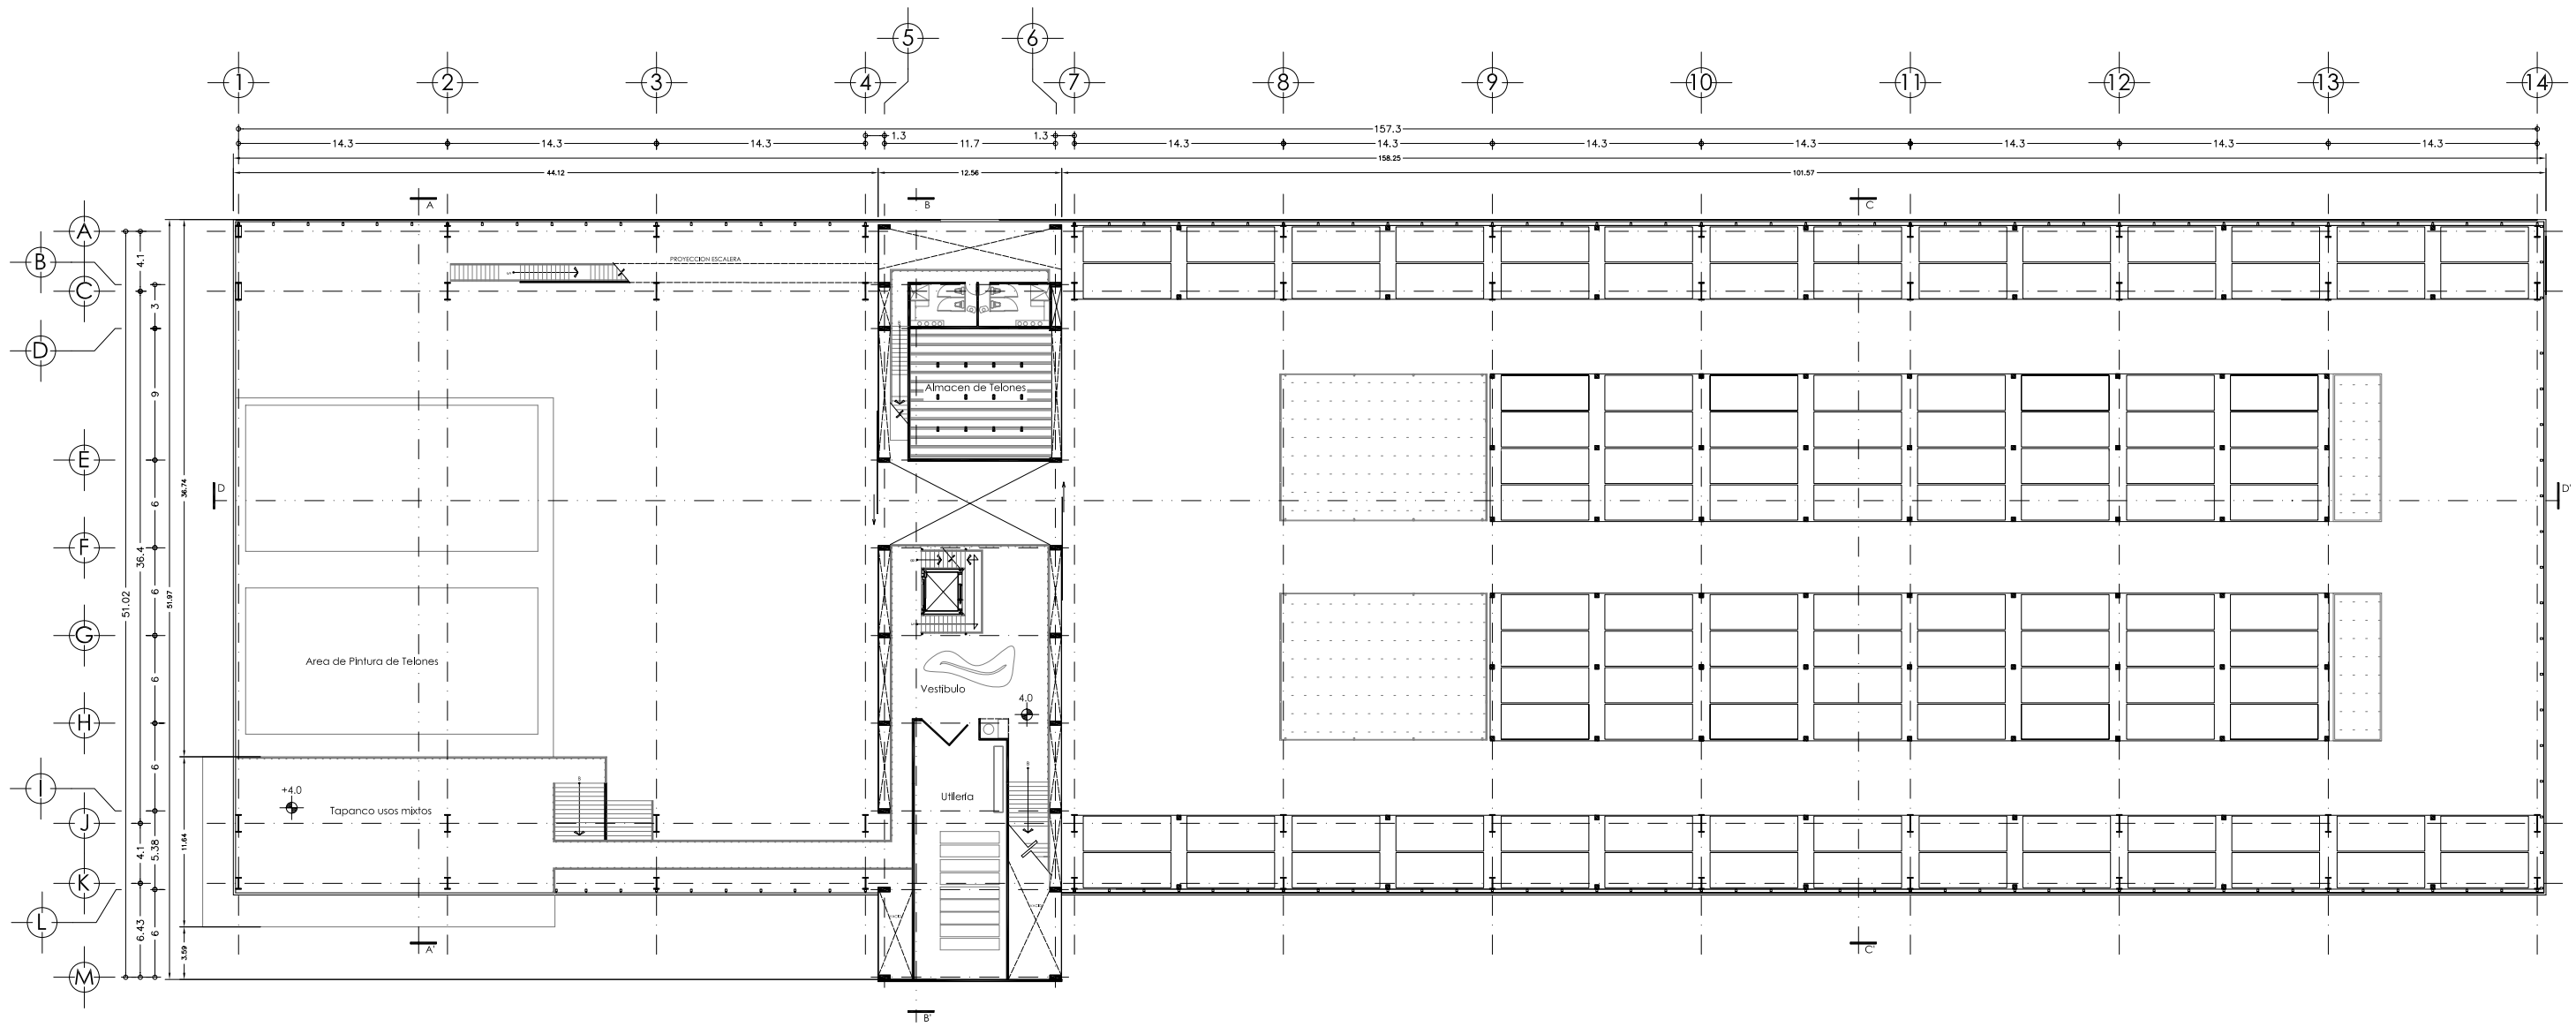 5 6
1 2 3 4 7 8 9 10 11 12 13 14
157.3
1.3 1.3
14.3 14.3 14.3 11.7 14.3 14.3 14.3 14.3 14.3 14.3 14.3
158.25
44.12 12.56 101.57
A B C
A
B
C
D
E
F
G
H
I
J
K
L
M
4.1
3
9
6
6
6
6
6
5.38
6
36.4
4.1
6.43
51.02
51.97
36.74
11.64
3.59
PROYECCION ESCALERA
Almacen de Telones
D D'
Area de Pintura de Telones
Vestibulo
4.0
+4.0
Tapanco usos mixtos
Utilería
A' C'
B'